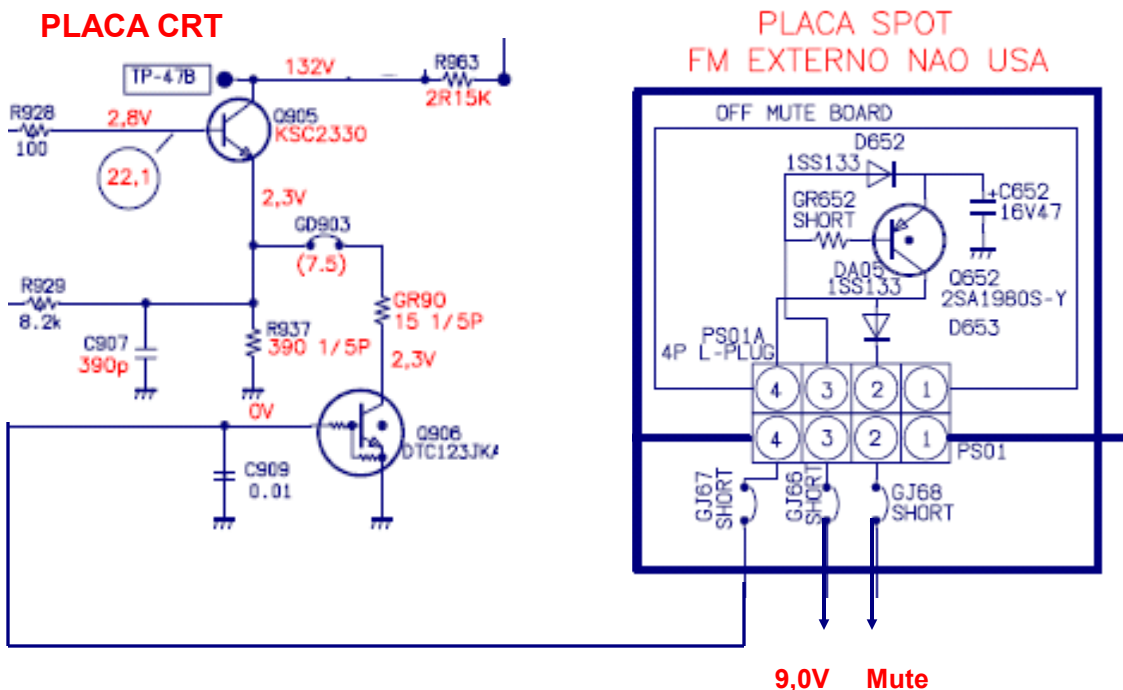 PLACA CRT
TP-47B
132V
R963
2R15K
R928
100
2,8V
Q905
KSC2330
22,1
2,3V
GD903
(7.5)
R929
8.2k
C907
390p
R937
390 1/5P
GR90
15 1/5P
2,3V
0V
Q906
DTC123JKA
C909
0.01
PLACA SPOT
FM EXTERNO NAO USA
OFF MUTE BOARD
D652
1SS133
GR652
SHORT
+C652
16V47
DA05
1SS133
Q652
2SA1980S-Y
D653
PS01A
4P L-PLUG
4 3 2 1
4 3 2 1
PS01
GJ67
SHORT
GJ66
SHORT
GJ68
SHORT
9,0V Mute